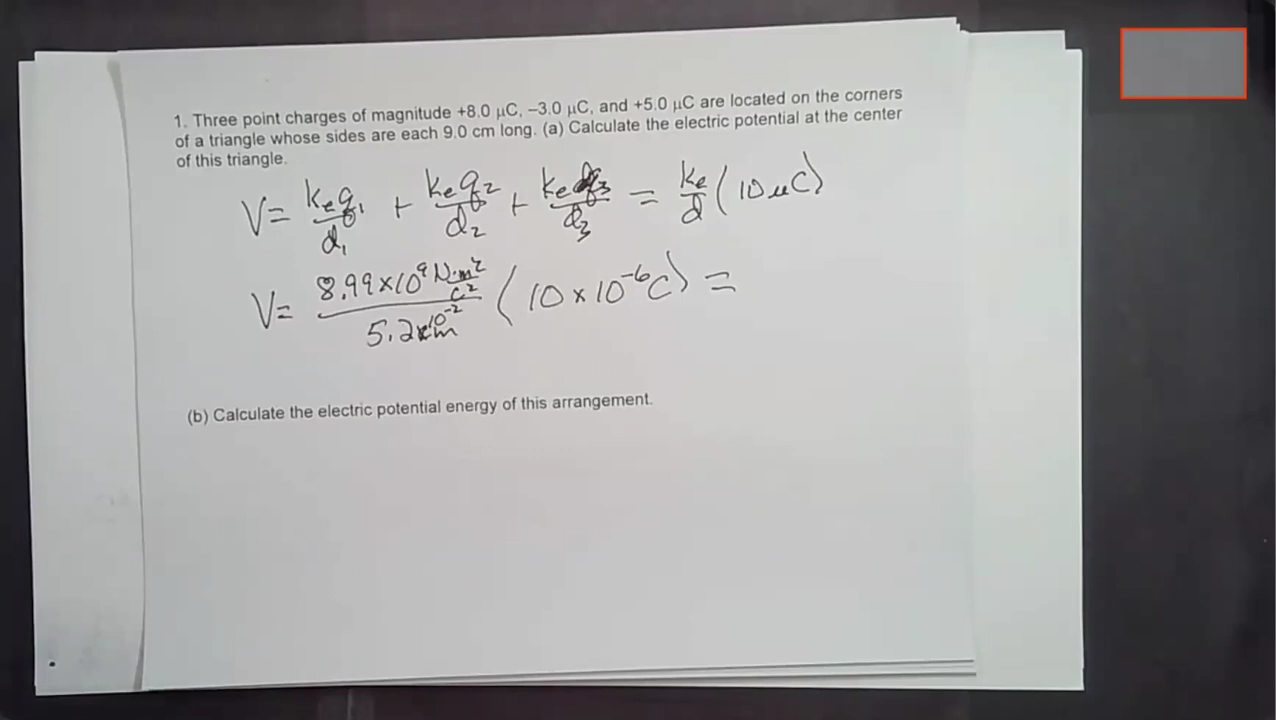 1. Three point charges of magnitude +8.0 μC, –3.0 μC, and +5.0 μC are located on the corners
of a triangle whose sides are each 9.0 cm long. (a) Calculate the electric potential at the center
of this triangle.
V = keq1/d1 + keq2/d2 + keq3/d3 = ke/d (10 μC)
V = 8.99×10⁹ N·m²/C² / 5.2×10⁻² m (10×10⁻⁶ C) =
(b) Calculate the electric potential energy of this arrangement.